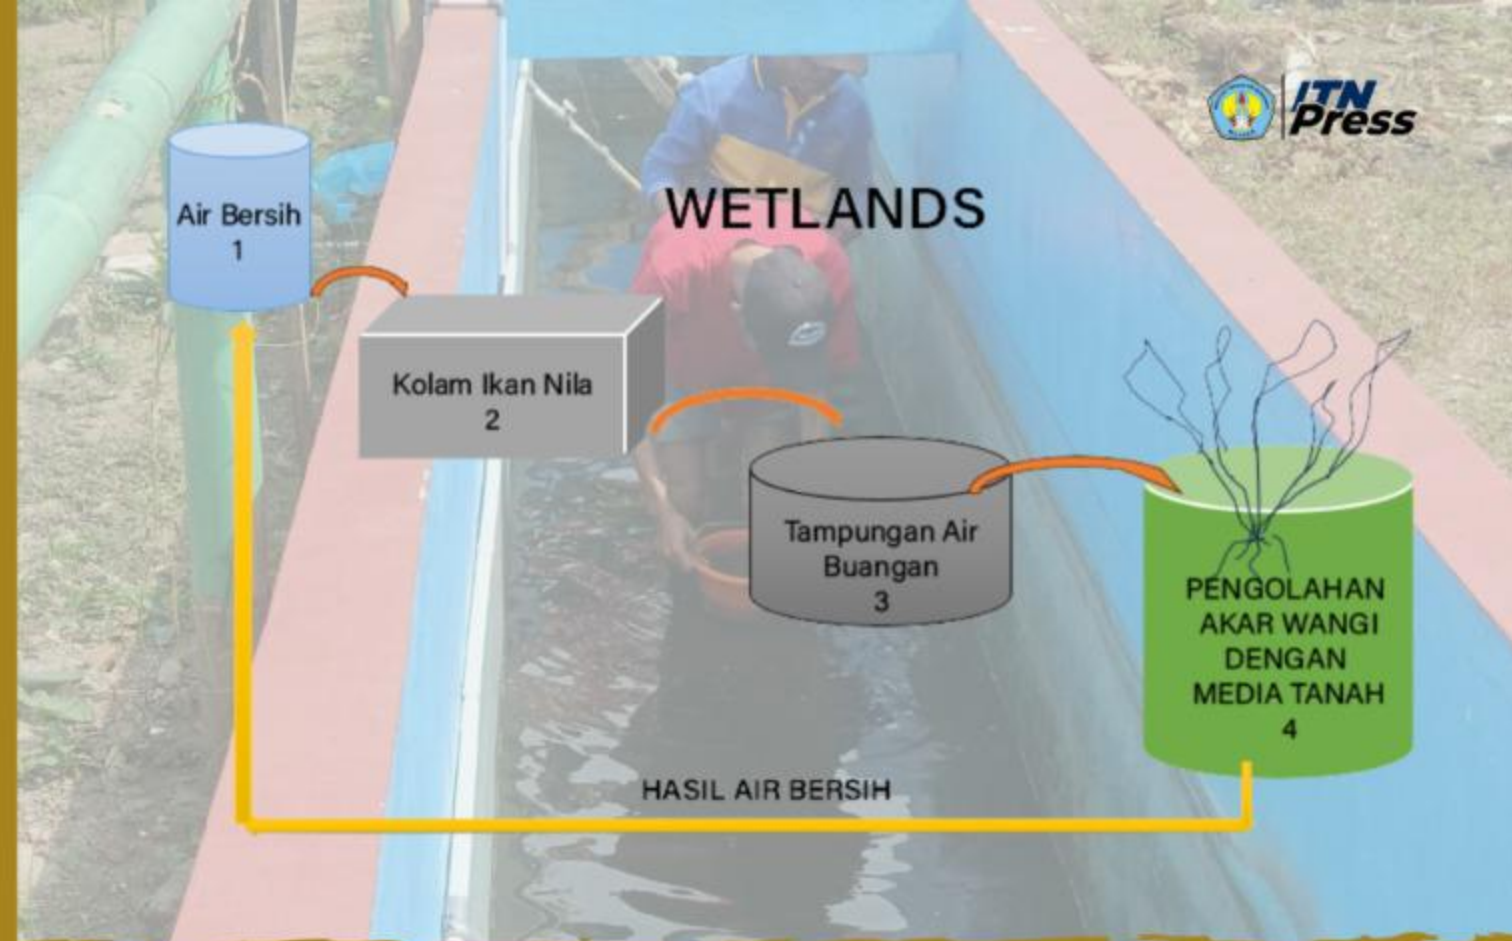 ITN
Press
WETLANDS
Air Bersih
1
Kolam Ikan Nila
2
Tampungan Air
Buangan
3
PENGOLAHAN
AKAR WANGI
DENGAN
MEDIA TANAH
4
HASIL AIR BERSIH